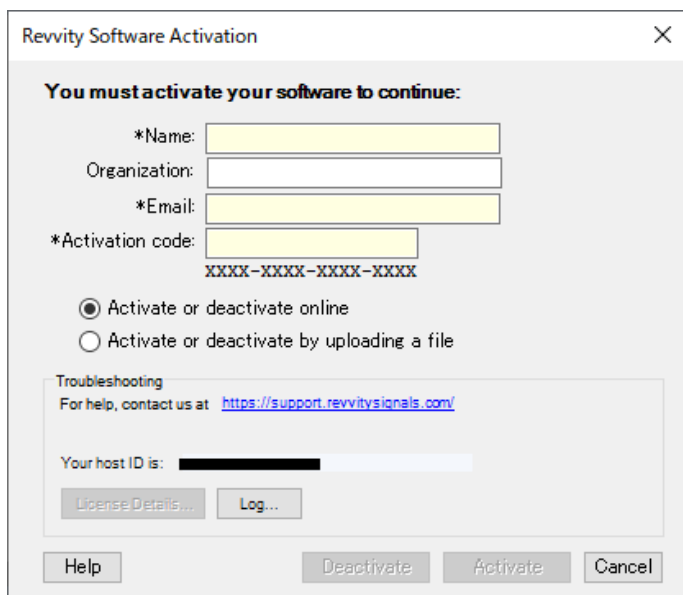 Revvity Software Activation
You must activate your software to continue:
*Name:
Organization:
*Email:
*Activation code:
XXXX-XXXX-XXXX-XXXX
Activate or deactivate online
Activate or deactivate by uploading a file
Troubleshooting
For help, contact us at https://support.revvitysignals.com/
Your host ID is:
License Details... Log...
Help Deactivate Activate Cancel